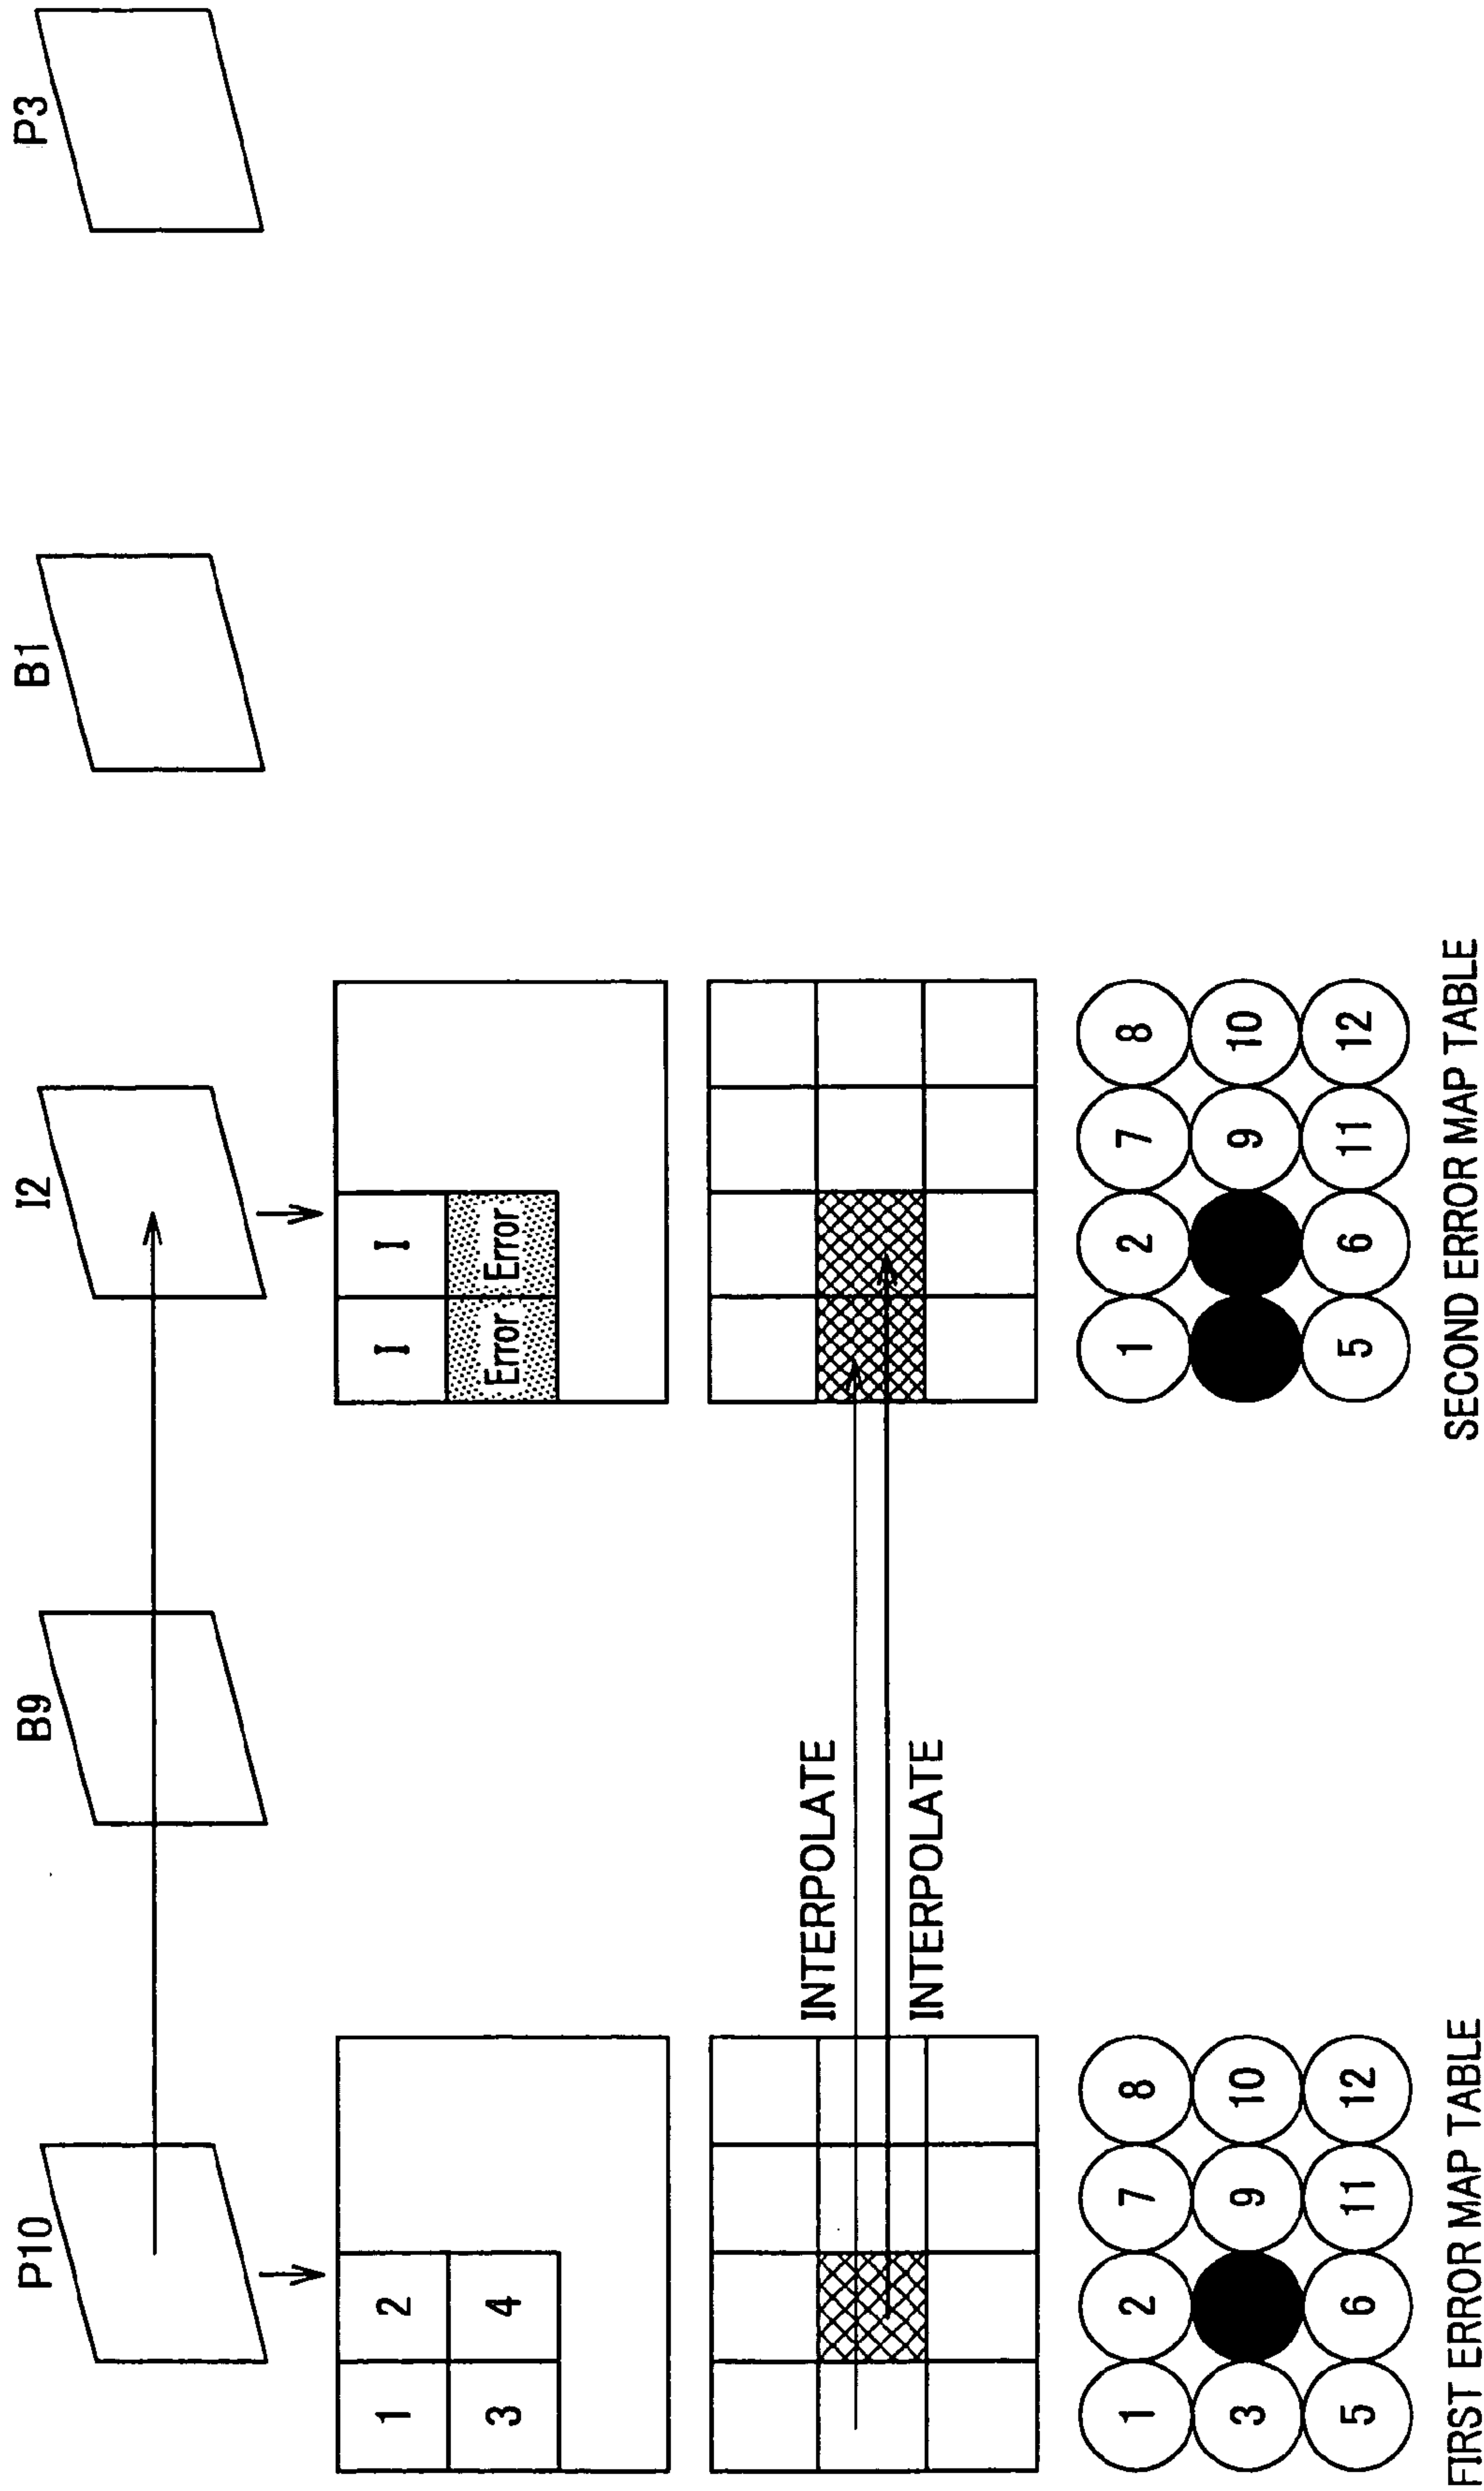 P10 B9 I2 B1 P3
1 2
3 4
I I
Error Error
INTERPOLATE
INTERPOLATE
1 2 7 8
3 9 10
5 6 11 12
FIRST ERROR MAP TABLE
1 2 7 8
9 10
5 6 11 12
SECOND ERROR MAP TABLE